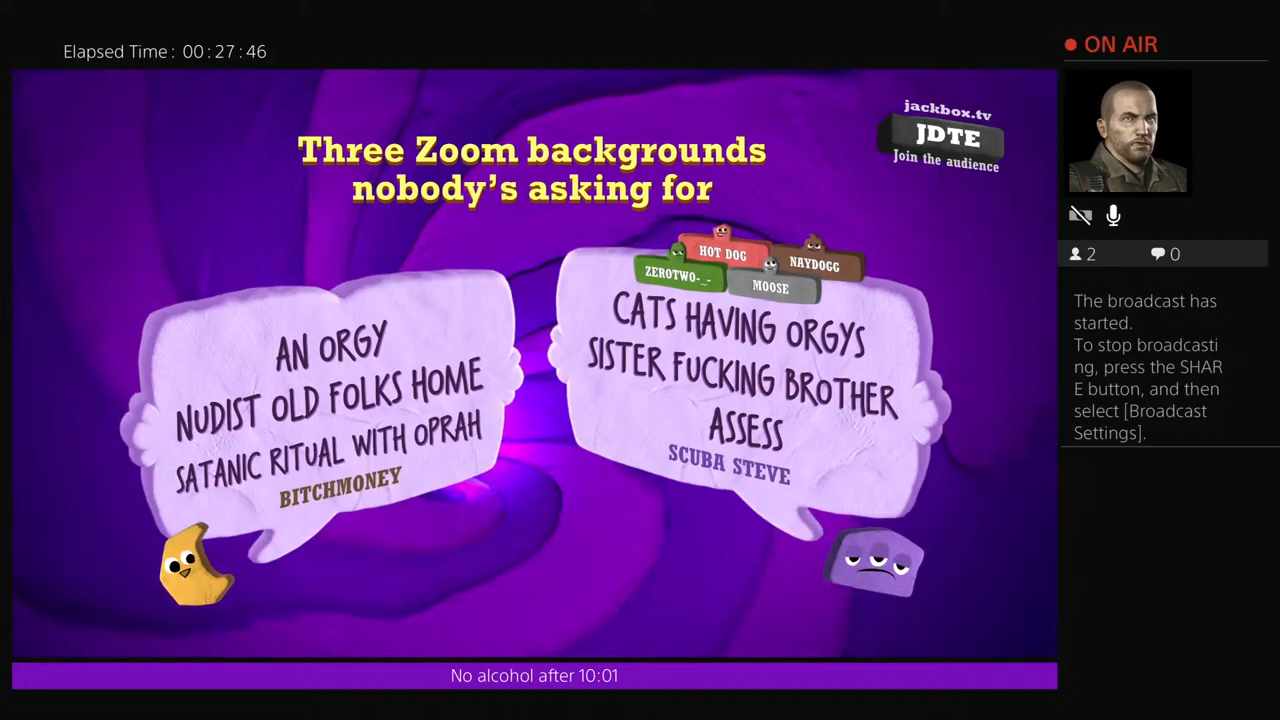 Elapsed Time: 00:27:46
ON AIR
jackbox.tv
JDTE
Join the audience
Three Zoom backgrounds
nobody's asking for
HOT DOG
NAYDOGG
ZEROTWO-_-
MOOSE
AN ORGY
NUDIST OLD FOLKS HOME
SATANIC RITUAL WITH OPRAH
BITCHMONEY
CATS HAVING ORGYS
SISTER FUCKING BROTHER
ASSESS
SCUBA STEVE
2
0
The broadcast has
started.
To stop broadcasti
ng, press the SHAR
E button, and then
select [Broadcast
Settings].
No alcohol after 10:01